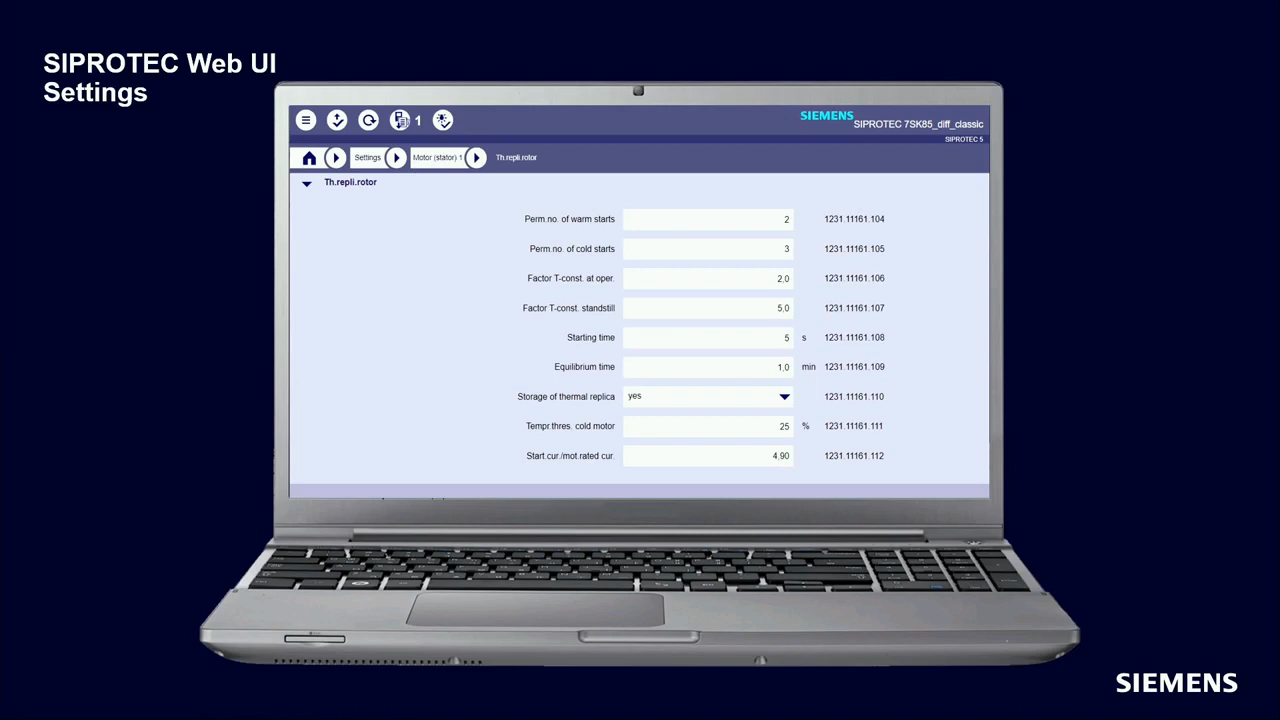 SIPROTEC Web UI
Settings
1
SIEMENS
SIPROTEC 7SK85_diff_classic
SIPROTEC 5
Settings
Motor (stator) 1
Th.repli.rotor
Th.repli.rotor
Perm.no. of warm starts 2 1231.11161.104
Perm.no. of cold starts 3 1231.11161.105
Factor T-const. at oper. 2,0 1231.11161.106
Factor T-const. standstill 5,0 1231.11161.107
Starting time 5 s 1231.11161.108
Equilibrium time 1,0 min 1231.11161.109
Storage of thermal replica yes 1231.11161.110
Tempr.thres. cold motor 25 % 1231.11161.111
Start.cur./mot.rated cur. 4,90 1231.11161.112
SIEMENS